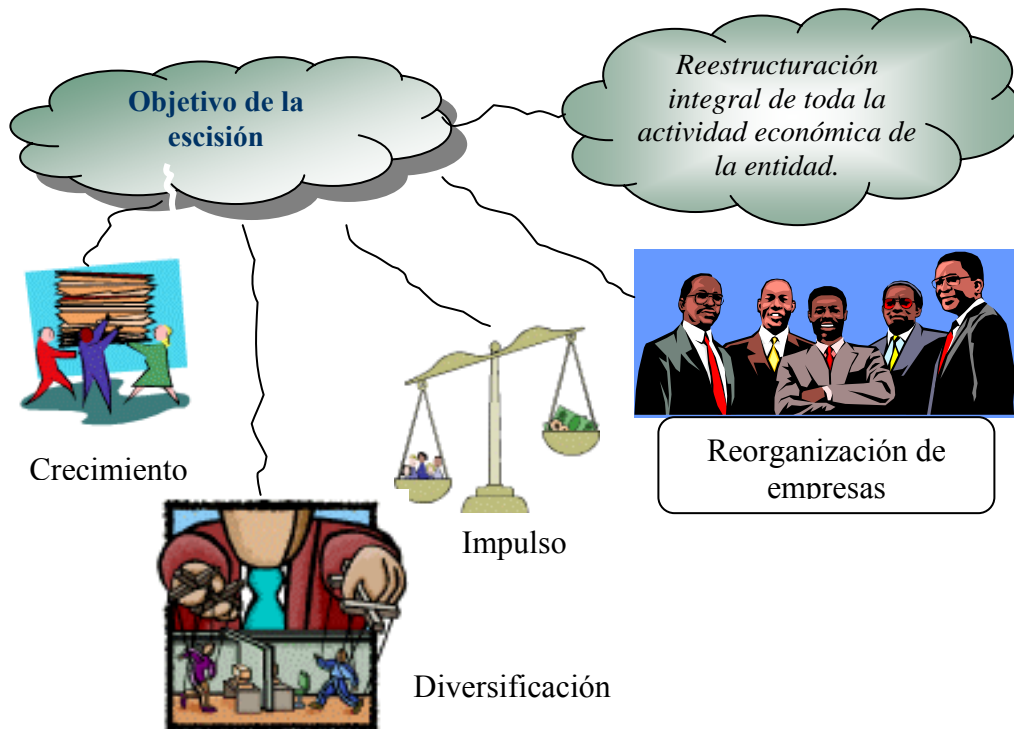 Objetivo de la
escisión
Reestructuración
integral de toda la
actividad económica de
la entidad.
Crecimiento
Impulso
Reorganización de
empresas
Diversificación